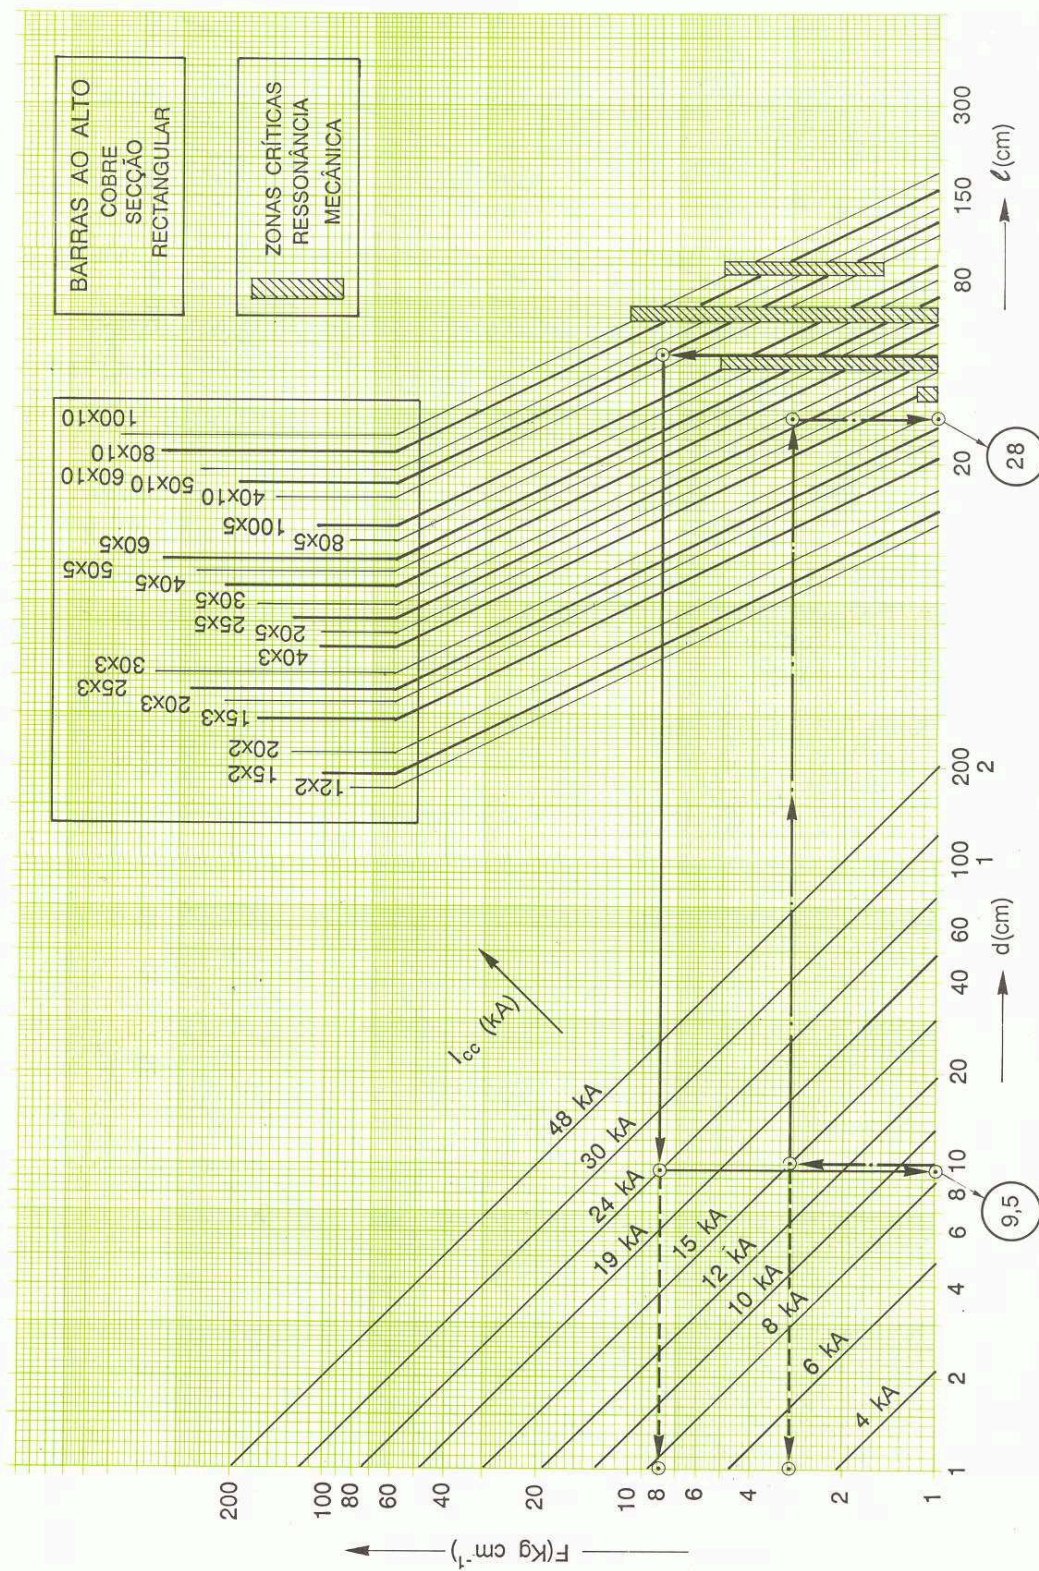 BARRAS AO ALTO
COBRE
SECÇÃO
RECTANGULAR
ZONAS CRÍTICAS
RESSONÂNCIA
MECÂNICA
100x10
80x10
60x10
50x10
40x10
100x5
80x5
60x5
50x5
40x5
30x5
25x5
20x5
40x3
30x3
25x3
20x3
15x3
20x2
15x2
12x2
Icc (kA)
48 kA
30 kA
24 kA
19 kA
15 kA
12 kA
10 kA
8 kA
6 kA
4 kA
F(Kg cm⁻¹)
200
100
80
60
40
20
10
8
6
4
2
1
1 2 4 6 8 10 20 40 60 100 200
d(cm)
1 2 20 80 150 300
ℓ(cm)
9,5
28